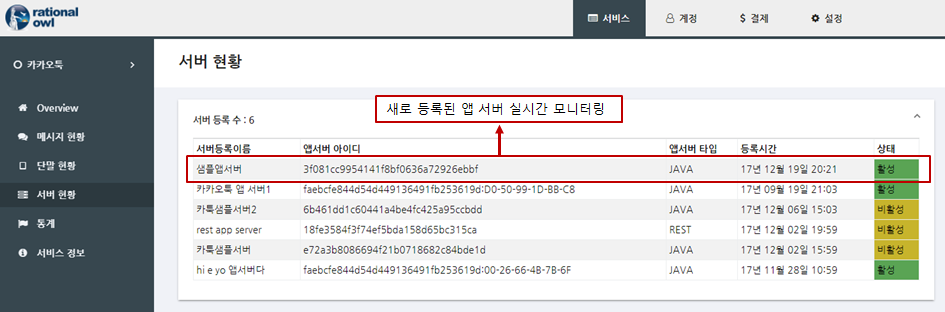 rational
owl
서비스
계정
$ 결제
설정
카카오톡
서버 현황
Overview
메시지 현황
단말 현황
서버 현황
통계
서비스 경보
새로 등록된 앱 서버 실시간 모니터링
서버 등록 수 : 6
서버등록이름 앱서버 아이디 앱서버 타입 등록시간 상태
샘플앱서버 3f081cc9954141f8bf0636a72926ebbf JAVA 17년 12월 19일 20:21 활성
카카오톡 앱 서버1 faebcfe844d54d449136491fb253619d:D0-50-99-1D-BB-C8 JAVA 17년 09월 19일 21:03 활성
카톡샘플서버2 6b461dd1c60441a4be4fc425a95ccbdd JAVA 17년 12월 06일 15:03 비활성
rest app server 18fe3584f3f74ef5bda158d65bc315ca REST 17년 12월 02일 19:59 비활성
카톡샘플서버 e72a3b8086694f21b0718682c84bde1d JAVA 17년 12월 02일 15:59 비활성
hi e yo 앱서버다 faebcfe844d54d449136491fb253619d:00-26-66-4B-7B-6F JAVA 17년 11월 28일 10:59 활성